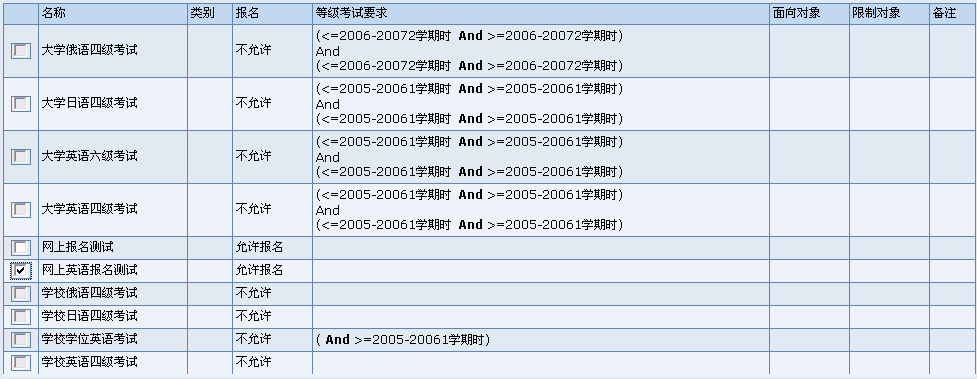 名称 类别 报名 等级考试要求 面向对象 限制对象 备注
大学俄语四级考试 不允许 (<=2006-20072学期时 And >=2006-20072学期时)
And
(<=2006-20072学期时 And >=2006-20072学期时)
大学日语四级考试 不允许 (<=2005-20061学期时 And >=2005-20061学期时)
And
(<=2005-20061学期时 And >=2005-20061学期时)
大学英语六级考试 不允许 (<=2005-20061学期时 And >=2005-20061学期时)
And
(<=2005-20061学期时 And >=2005-20061学期时)
大学英语四级考试 不允许 (<=2005-20061学期时 And >=2005-20061学期时)
And
(<=2005-20061学期时 And >=2005-20061学期时)
网上报名测试 允许报名
网上英语报名测试 允许报名
学校俄语四级考试 不允许
学校日语四级考试 不允许
学校学位英语考试 不允许 ( And >=2005-20061学期时)
学校英语四级考试 不允许